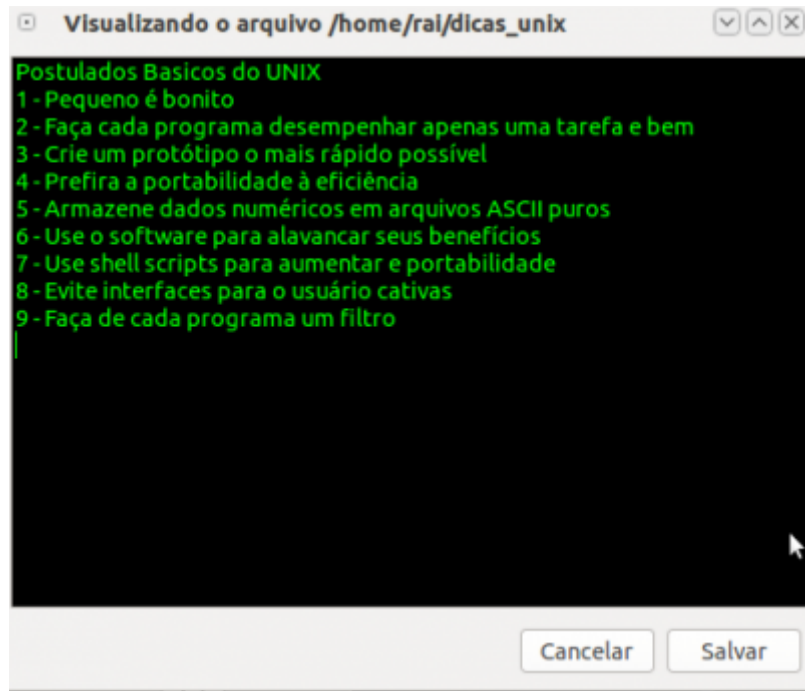 Visualizando o arquivo /home/rai/dicas_unix
Postulados Basicos do UNIX
1 - Pequeno é bonito
2 - Faça cada programa desempenhar apenas uma tarefa e bem
3 - Crie um protótipo o mais rápido possível
4 - Prefira a portabilidade à eficiência
5 - Armazene dados numéricos em arquivos ASCII puros
6 - Use o software para alavancar seus benefícios
7 - Use shell scripts para aumentar e portabilidade
8 - Evite interfaces para o usuário cativas
9 - Faça de cada programa um filtro
Cancelar Salvar